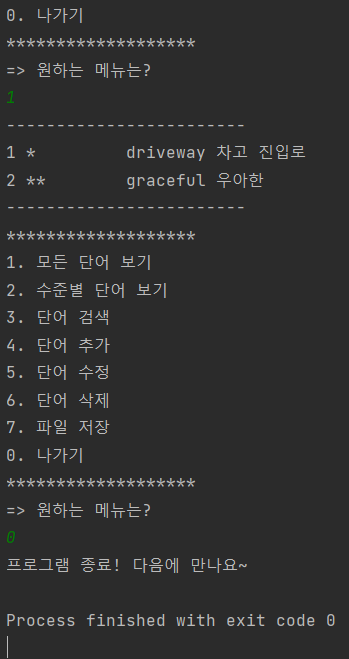 0. 나가기
*******************
=> 원하는 메뉴는?
1
------------------------
1 *         driveway 차고 진입로
2 **        graceful 우아한
------------------------
*******************
1. 모든 단어 보기
2. 수준별 단어 보기
3. 단어 검색
4. 단어 추가
5. 단어 수정
6. 단어 삭제
7. 파일 저장
0. 나가기
*******************
=> 원하는 메뉴는?
0
프로그램 종료! 다음에 만나요~
Process finished with exit code 0